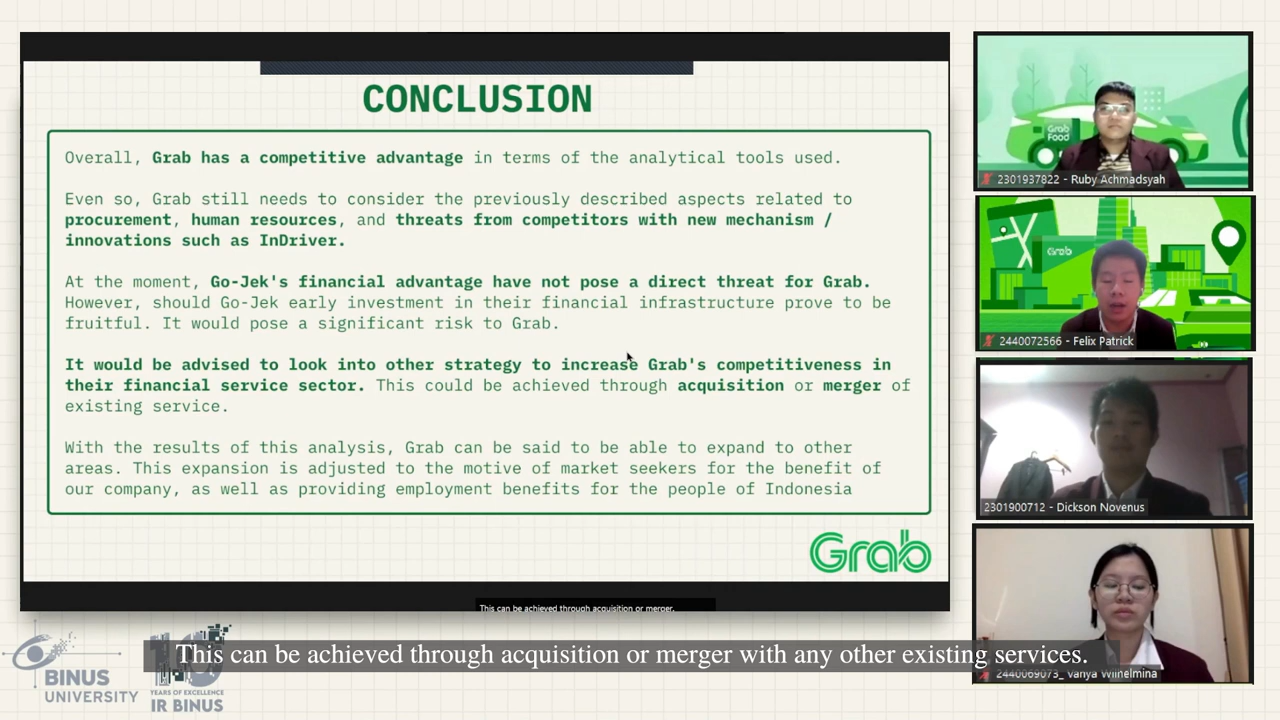 CONCLUSION
Overall, Grab has a competitive advantage in terms of the analytical tools used.
Even so, Grab still needs to consider the previously described aspects related to
procurement, human resources, and threats from competitors with new mechanism /
innovations such as InDriver.
At the moment, Go-Jek's financial advantage have not pose a direct threat for Grab.
However, should Go-Jek early investment in their financial infrastructure prove to be
fruitful. It would pose a significant risk to Grab.
It would be advised to look into other strategy to increase Grab's competitiveness in
their financial service sector. This could be achieved through acquisition or merger of
existing service.
With the results of this analysis, Grab can be said to be able to expand to other
areas. This expansion is adjusted to the motive of market seekers for the benefit of
our company, as well as providing employment benefits for the people of Indonesia
Grab
This can be achieved through acquisition or merger.
Grab
Food
2301937822 - Ruby Achmadsyah
Grab
2440072566 - Felix Patrick
2301900712 - Dickson Novenus
2440069073_ Vanya Wilhelmina
This can be achieved through acquisition or merger with any other existing services.
BINUS
UNIVERSITY
10
YEARS OF EXCELLENCE
IR BINUS